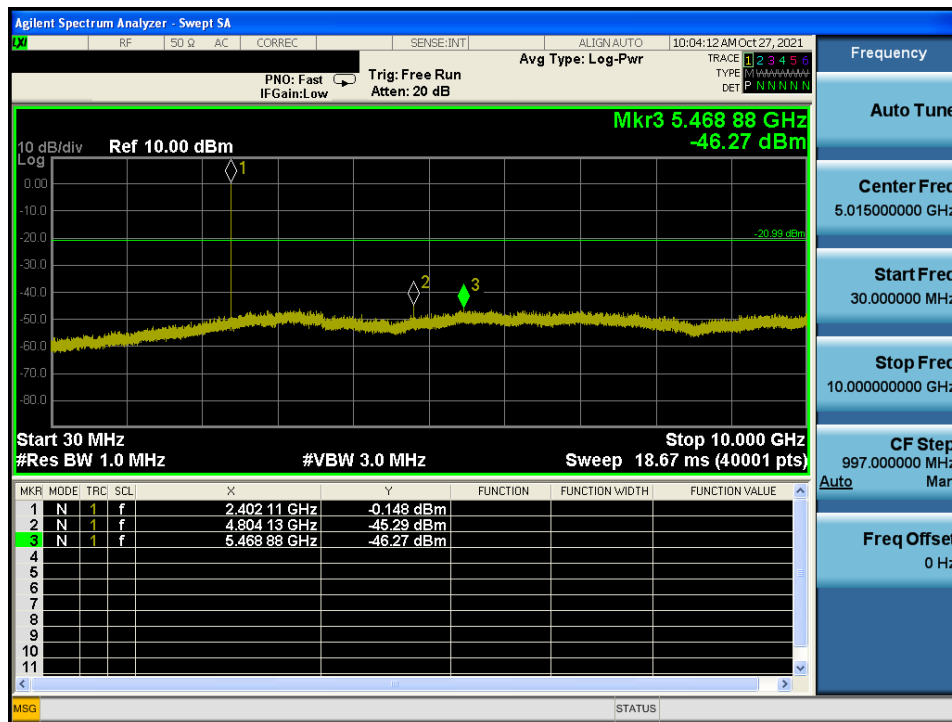 Agilent Spectrum Analyzer - Swept SA
LXI RF 50 Ω AC CORREC SENSE:INT ALIGN AUTO 10:04:12 AM Oct 27, 2021
Avg Type: Log-Pwr TRACE 1 2 3 4 5 6
PNO: Fast Trig: Free Run TYPE M W W W W W
IFGain:Low Atten: 20 dB DET P N N N N N
Mkr3 5.468 88 GHz
-46.27 dBm
10 dB/div Ref 10.00 dBm
Log
1
0.00
-10.0
-20.0
-20.99 dBm
-30.0
-40.0
2
3
-50.0
-60.0
-70.0
-80.0
Start 30 MHz Stop 10.000 GHz
#Res BW 1.0 MHz #VBW 3.0 MHz Sweep 18.67 ms (40001 pts)
MKR MODE TRC SCL X Y FUNCTION FUNCTION WIDTH FUNCTION VALUE
1 N 1 f 2.402 11 GHz -0.148 dBm
2 N 1 f 4.804 13 GHz -45.29 dBm
3 N 1 f 5.468 88 GHz -46.27 dBm
4
5
6
7
8
9
10
11
MSG STATUS
Frequency
Auto Tune
Center Freq
5.015000000 GHz
Start Freq
30.000000 MHz
Stop Freq
10.000000000 GHz
CF Step
997.000000 MHz
Auto Man
Freq Offset
0 Hz